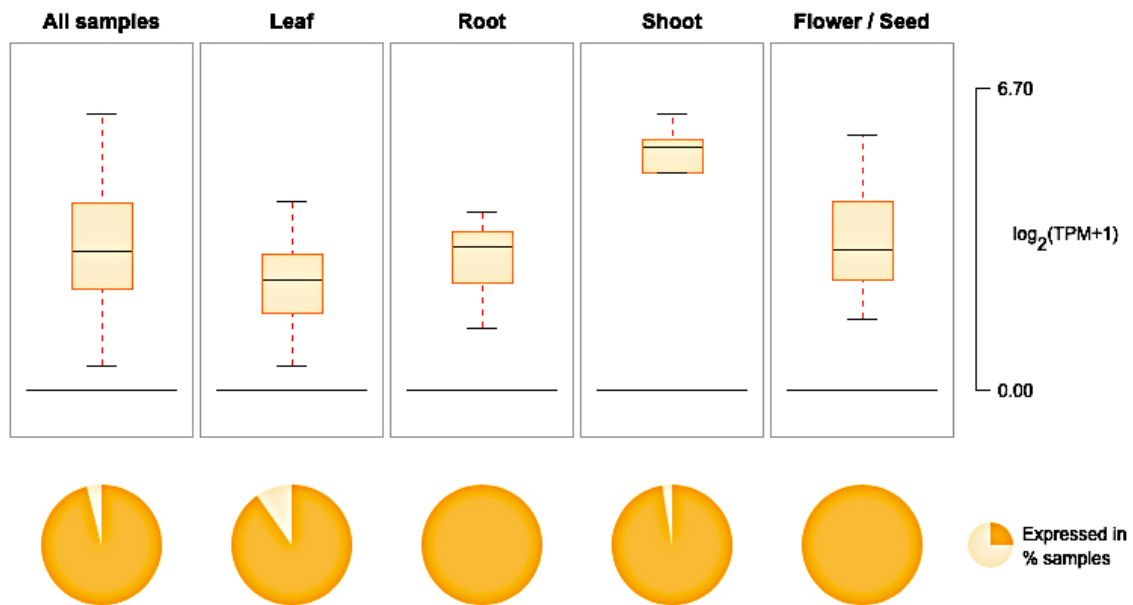 All samples
Leaf
Root
Shoot
Flower / Seed
6.70
log₂(TPM+1)
0.00
Expressed in
% samples